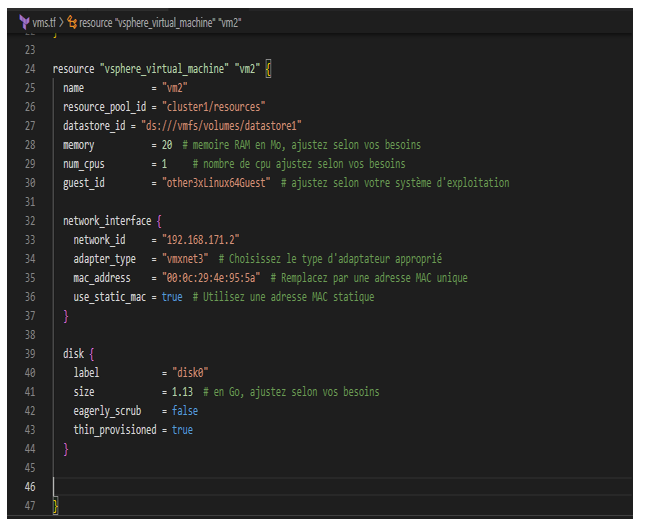 vms.tf > resource "vsphere_virtual_machine" "vm2"
22 }
23
24 resource "vsphere_virtual_machine" "vm2" {
25 name = "vm2"
26 resource_pool_id = "cluster1/resources"
27 datastore_id = "ds:///vmfs/volumes/datastore1"
28 memory = 20 # memoire RAM en Mo, ajustez selon vos besoins
29 num_cpus = 1 # nombre de cpu ajustez selon vos besoins
30 guest_id = "other3xLinux64Guest" # ajustez selon votre système d'exploitation
31
32 network_interface {
33 network_id = "192.168.171.2"
34 adapter_type = "vmxnet3" # Choisissez le type d'adaptateur approprié
35 mac_address = "00:0c:29:4e:95:5a" # Remplacez par une adresse MAC unique
36 use_static_mac = true # Utilisez une adresse MAC statique
37 }
38
39 disk {
40 label = "disk0"
41 size = 1.13 # en Go, ajustez selon vos besoins
42 eagerly_scrub = false
43 thin_provisioned = true
44 }
45
46
47 }